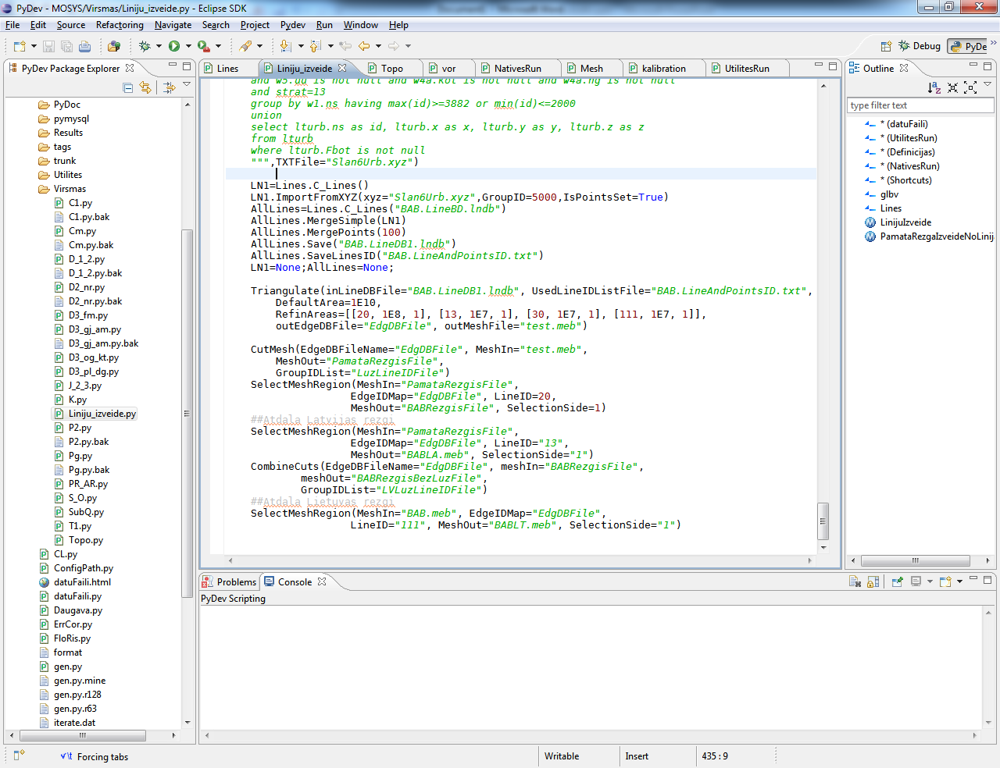 PyDev - MOSYS/Virsmas/Liniju_izveide.py - Eclipse SDK
File Edit Source Refactoring Navigate Search Project Pydev Run Window Help
Debug PyDe
PyDev Package Explorer
PyDoc
pymysql
Results
tags
trunk
Utilites
Virsmas
C1.py
C1.py.bak
Cm.py
Cm.py.bak
D_1_2.py
D_1_2.py.bak
D2_nr.py
D2_nr.py.bak
D3_fm.py
D3_gj_am.py
D3_gj_am.py.bak
D3_og_kt.py
D3_pl_dg.py
J_2_3.py
K.py
Liniju_izveide.py
P2.py
P2.py.bak
Pg.py
Pg.py.bak
PR_AR.py
S_O.py
SubQ.py
T1.py
Topo.py
CL.py
ConfigPath.py
datuFaili.html
datuFaili.py
Daugava.py
ErrCor.py
FloRis.py
format
gen.py
gen.py.mine
gen.py.r128
gen.py.r63
iterate.dat
Lines Liniju_izveide Topo vor NativesRun Mesh kalibration UtilitesRun
and w5.uu is not null and w4a.kol is not null and w4a.ng is not null
and strat=13
group by w1.ns having max(id)>=3882 or min(id)<=2000
union
select lturb.ns as id, lturb.x as x, lturb.y as y, lturb.z as z
from lturb
where lturb.Fbot is not null
""",TXTFile="Slan6Urb.xyz")
LN1=Lines.C_Lines()
LN1.ImportFromXYZ(xyz="Slan6Urb.xyz",GroupID=5000,IsPointsSet=True)
AllLines=Lines.C_Lines("BAB.LineBD.lndb")
AllLines.MergeSimple(LN1)
AllLines.MergePoints(100)
AllLines.Save("BAB.LineDB1.lndb")
AllLines.SaveLinesID("BAB.LineAndPointsID.txt")
LN1=None;AllLines=None;
Triangulate(inLineDBFile="BAB.LineDB1.lndb", UsedLineIDListFile="BAB.LineAndPointsID.txt",
DefaultArea=1E10,
RefinAreas=[[20, 1E8, 1], [13, 1E7, 1], [30, 1E7, 1], [111, 1E7, 1]],
outEdgeDBFile="EdgDBFile", outMeshFile="test.meb")
CutMesh(EdgeDBFileName="EdgDBFile", MeshIn="test.meb",
MeshOut="PamataRezgisFile",
GroupIDList="LuzLineIDFile")
SelectMeshRegion(MeshIn="PamataRezgisFile",
EdgeIDMap="EdgDBFile", LineID=20,
MeshOut="BABRezgisFile", SelectionSide=1)
##Atdala Latvijas rezgi
SelectMeshRegion(MeshIn="PamataRezgisFile",
EdgeIDMap="EdgDBFile", LineID="13",
MeshOut="BABLA.meb", SelectionSide="1")
CombineCuts(EdgeDBFileName="EdgDBFile", meshIn="BABRezgisFile",
meshOut="BABRezgisBezLuzFile",
GroupIDList="LVLuzLineIDFile")
##Atdala Lietuvas rezgi
SelectMeshRegion(MeshIn="BAB.meb", EdgeIDMap="EdgDBFile",
LineID="111", MeshOut="BABLT.meb", SelectionSide="1")
Outline
type filter text
* (datuFaili)
* (UtilitesRun)
* (Definicijas)
* (NativesRun)
* (Shortcuts)
glbv
Lines
LinijuIzveide
PamataRezgaIzveideNoLinij
Problems Console
PyDev Scripting
Forcing tabs
Writable
Insert
435 : 9